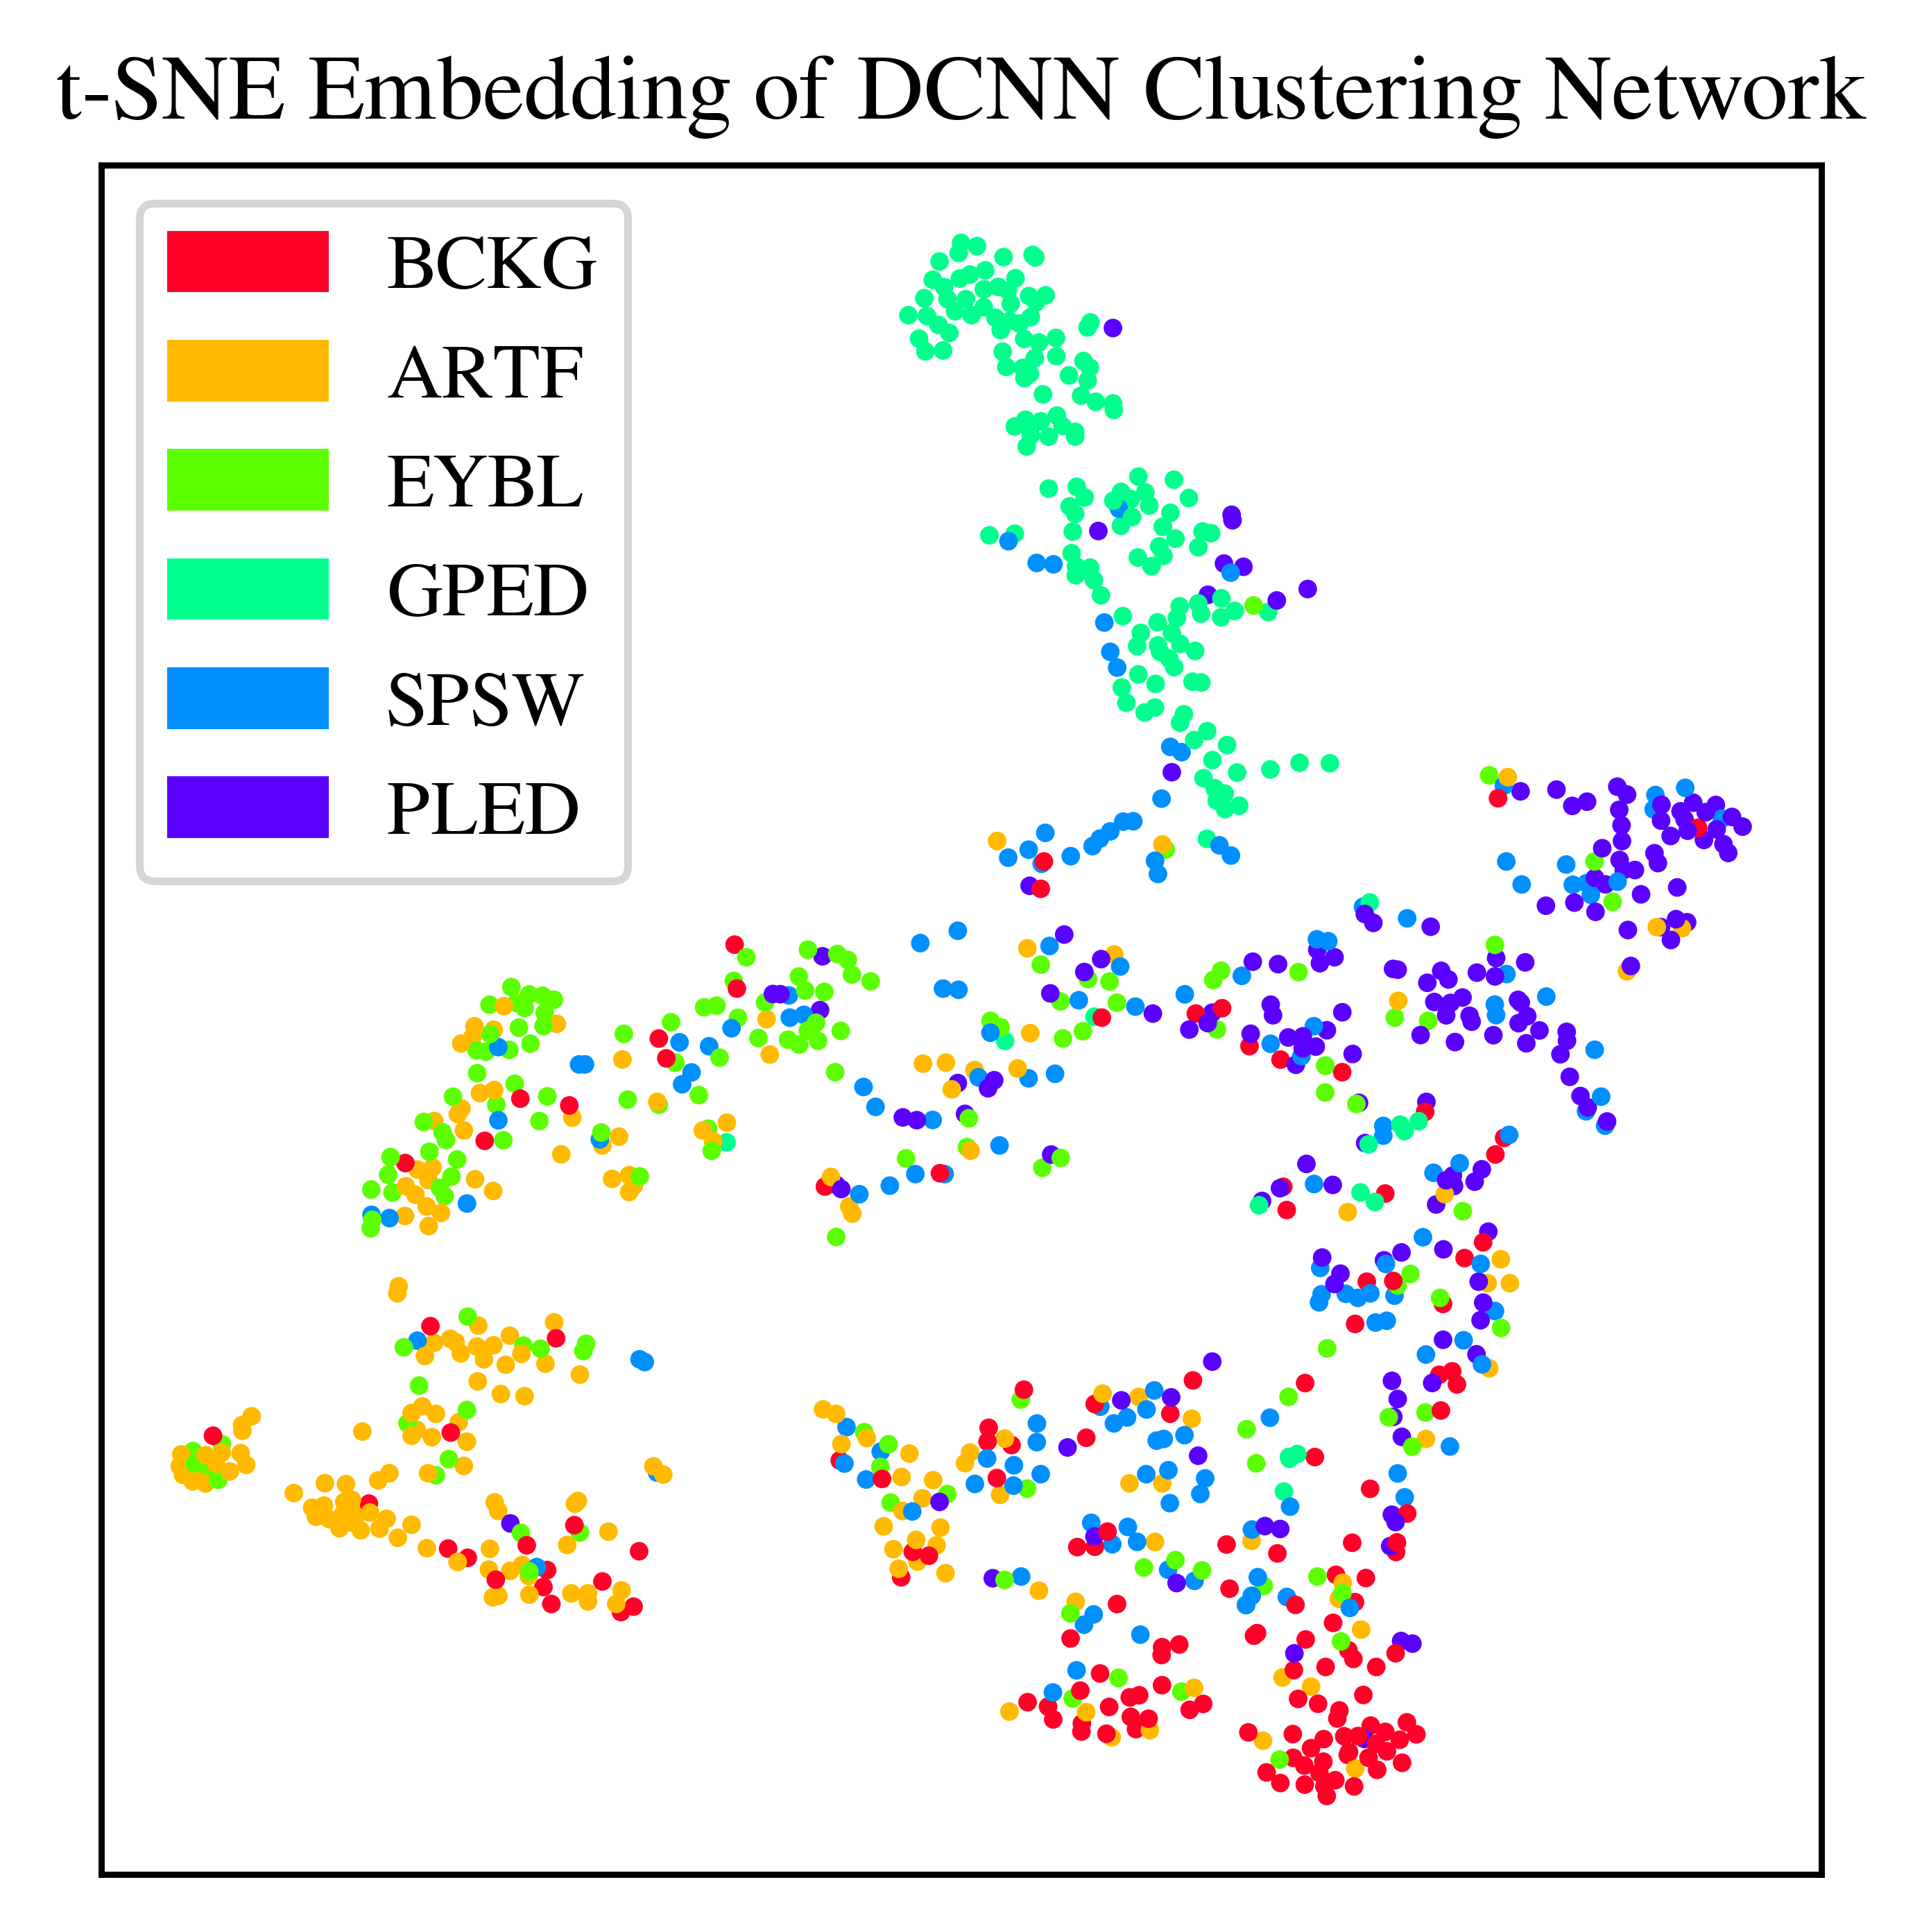 t-SNE Embedding of DCNN Clustering Network
BCKG
ARTF
EYBL
GPED
SPSW
PLED